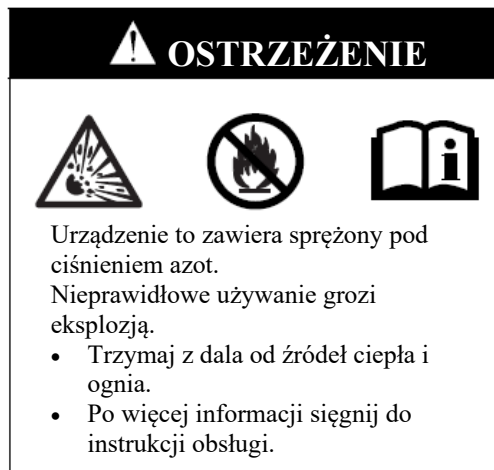 OSTRZEŻENIE
Urządzenie to zawiera sprężony pod
ciśnieniem azot.
Nieprawidłowe używanie grozi
eksplozją.
• Trzymaj z dala od źródeł ciepła i
ognia.
• Po więcej informacji sięgnij do
instrukcji obsługi.